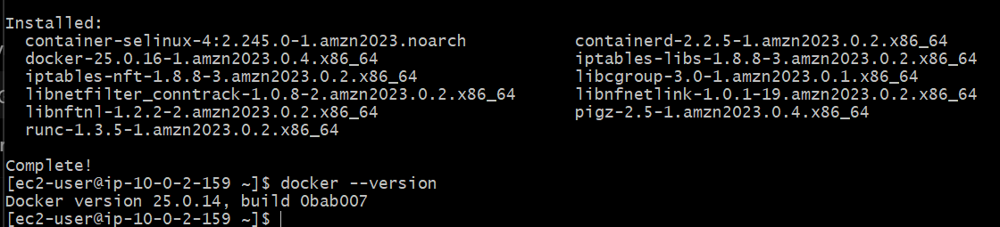 Installed:
container-selinux-4:2.245.0-1.amzn2023.noarch containerd-2.2.5-1.amzn2023.0.2.x86_64
docker-25.0.16-1.amzn2023.0.4.x86_64 iptables-libs-1.8.8-3.amzn2023.0.2.x86_64
iptables-nft-1.8.8-3.amzn2023.0.2.x86_64 libcgroup-3.0-1.amzn2023.0.1.x86_64
libnetfilter_conntrack-1.0.8-2.amzn2023.0.2.x86_64 libnfnetlink-1.0.1-19.amzn2023.0.2.x86_64
libnftnl-1.2.2-2.amzn2023.0.2.x86_64 pigz-2.5-1.amzn2023.0.4.x86_64
runc-1.3.5-1.amzn2023.0.2.x86_64
Complete!
[ec2-user@ip-10-0-2-159 ~]$ docker --version
Docker version 25.0.14, build 0bab007
[ec2-user@ip-10-0-2-159 ~]$